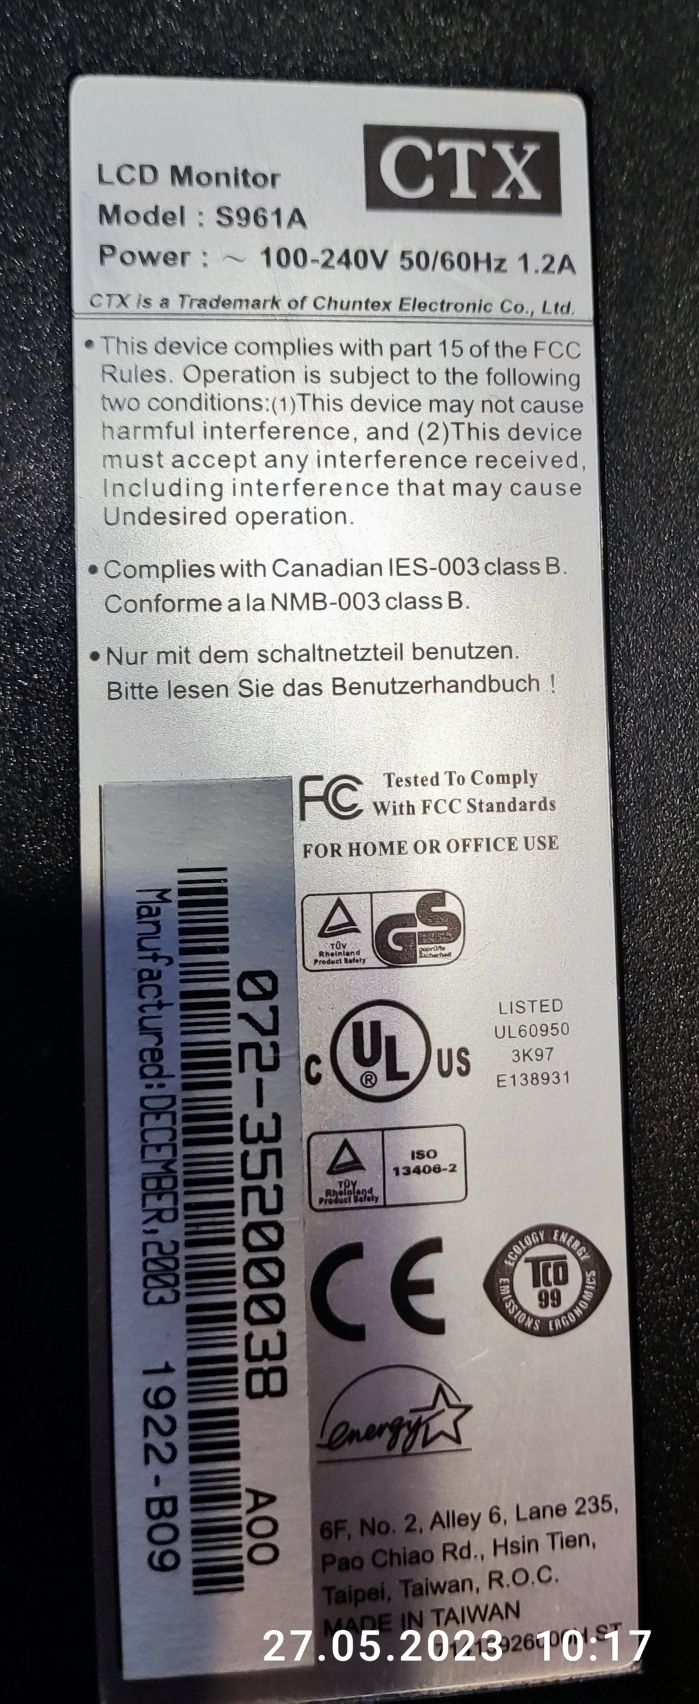 CTX
LCD Monitor
Model : S961A
Power : ~ 100-240V 50/60Hz 1.2A
CTX is a Trademark of Chuntex Electronic Co., Ltd.
• This device complies with part 15 of the FCC
Rules. Operation is subject to the following
two conditions:(1)This device may not cause
harmful interference, and (2)This device
must accept any interference received,
Including interference that may cause
Undesired operation.
• Complies with Canadian IES-003 class B.
Conforme a la NMB-003 class B.
• Nur mit dem schaltnetzteil benutzen.
Bitte lesen Sie das Benutzerhandbuch !
FC Tested To Comply
With FCC Standards
FOR HOME OR OFFICE USE
TÜV
Rheinland
Product Safety
GS
geprüfte
Sicherheit
C UL ® US
LISTED
UL60950
3K97
E138931
TÜV
Rheinland
Product Safety
ISO
13406-2
CE
ECOLOGY ENERGY
TCO
99
EMISSIONS ERGONOMICS
energy
072-35200038 A00
Manufactured:DECEMBER,2003 1922-B09
6F, No. 2, Alley 6, Lane 235,
Pao Chiao Rd., Hsin Tien,
Taipei, Taiwan, R.O.C.
MADE IN TAIWAN
27.05.2023 10:17